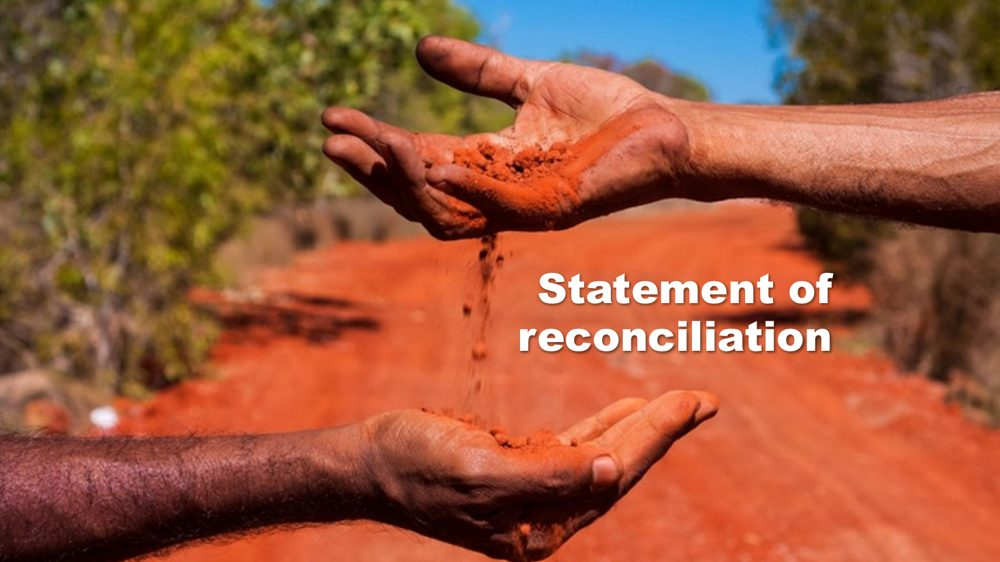 Statement of
reconciliation